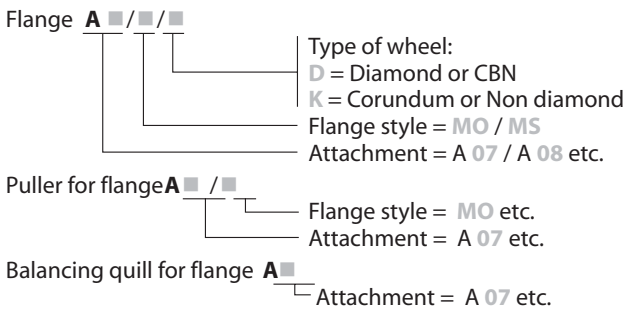 Flange A ■/■/■
Type of wheel:
D = Diamond or CBN
K = Corundum or Non diamond
Flange style = MO / MS
Attachment = A 07 / A 08 etc.
Puller for flangeA■ /■
Flange style = MO etc.
Attachment = A 07 etc.
Balancing quill for flange A■
Attachment = A 07 etc.